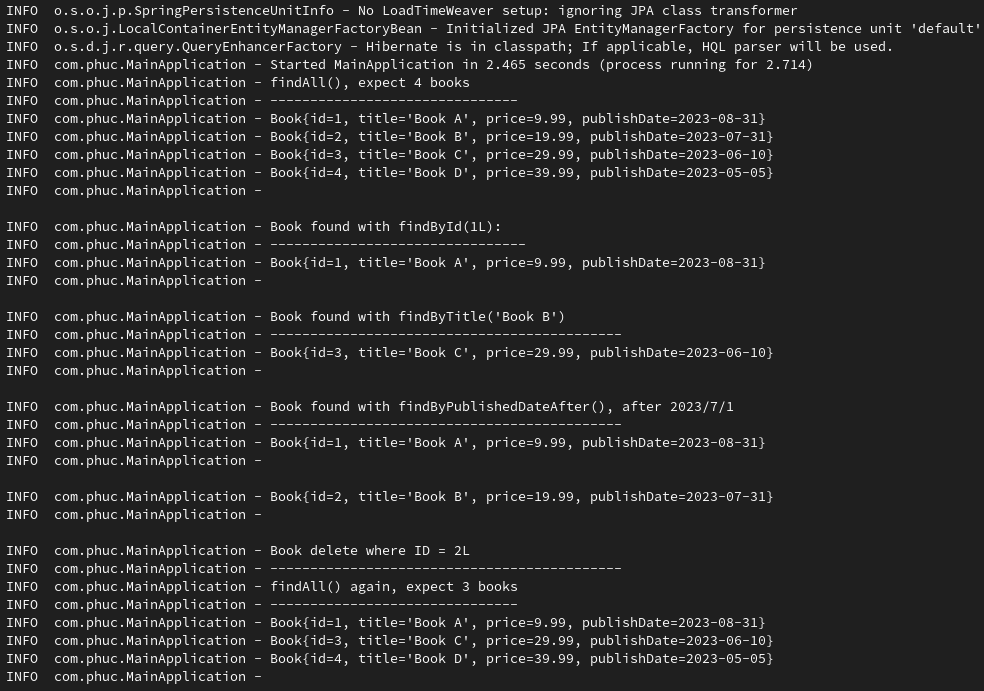 INFO  o.s.o.j.p.SpringPersistenceUnitInfo - No LoadTimeWeaver setup: ignoring JPA class transformer
INFO  o.s.o.j.LocalContainerEntityManagerFactoryBean - Initialized JPA EntityManagerFactory for persistence unit 'default'
INFO  o.s.d.j.r.query.QueryEnhancerFactory - Hibernate is in classpath; If applicable, HQL parser will be used.
INFO  com.phuc.MainApplication - Started MainApplication in 2.465 seconds (process running for 2.714)
INFO  com.phuc.MainApplication - findAll(), expect 4 books
INFO  com.phuc.MainApplication - -------------------------------
INFO  com.phuc.MainApplication - Book{id=1, title='Book A', price=9.99, publishDate=2023-08-31}
INFO  com.phuc.MainApplication - Book{id=2, title='Book B', price=19.99, publishDate=2023-07-31}
INFO  com.phuc.MainApplication - Book{id=3, title='Book C', price=29.99, publishDate=2023-06-10}
INFO  com.phuc.MainApplication - Book{id=4, title='Book D', price=39.99, publishDate=2023-05-05}
INFO  com.phuc.MainApplication -

INFO  com.phuc.MainApplication - Book found with findById(1L):
INFO  com.phuc.MainApplication - --------------------------------
INFO  com.phuc.MainApplication - Book{id=1, title='Book A', price=9.99, publishDate=2023-08-31}
INFO  com.phuc.MainApplication -

INFO  com.phuc.MainApplication - Book found with findByTitle('Book B')
INFO  com.phuc.MainApplication - --------------------------------------------
INFO  com.phuc.MainApplication - Book{id=3, title='Book C', price=29.99, publishDate=2023-06-10}
INFO  com.phuc.MainApplication -

INFO  com.phuc.MainApplication - Book found with findByPublishedDateAfter(), after 2023/7/1
INFO  com.phuc.MainApplication - --------------------------------------------
INFO  com.phuc.MainApplication - Book{id=1, title='Book A', price=9.99, publishDate=2023-08-31}
INFO  com.phuc.MainApplication -

INFO  com.phuc.MainApplication - Book{id=2, title='Book B', price=19.99, publishDate=2023-07-31}
INFO  com.phuc.MainApplication -

INFO  com.phuc.MainApplication - Book delete where ID = 2L
INFO  com.phuc.MainApplication - --------------------------------------------
INFO  com.phuc.MainApplication - findAll() again, expect 3 books
INFO  com.phuc.MainApplication - -------------------------------
INFO  com.phuc.MainApplication - Book{id=1, title='Book A', price=9.99, publishDate=2023-08-31}
INFO  com.phuc.MainApplication - Book{id=3, title='Book C', price=29.99, publishDate=2023-06-10}
INFO  com.phuc.MainApplication - Book{id=4, title='Book D', price=39.99, publishDate=2023-05-05}
INFO  com.phuc.MainApplication -